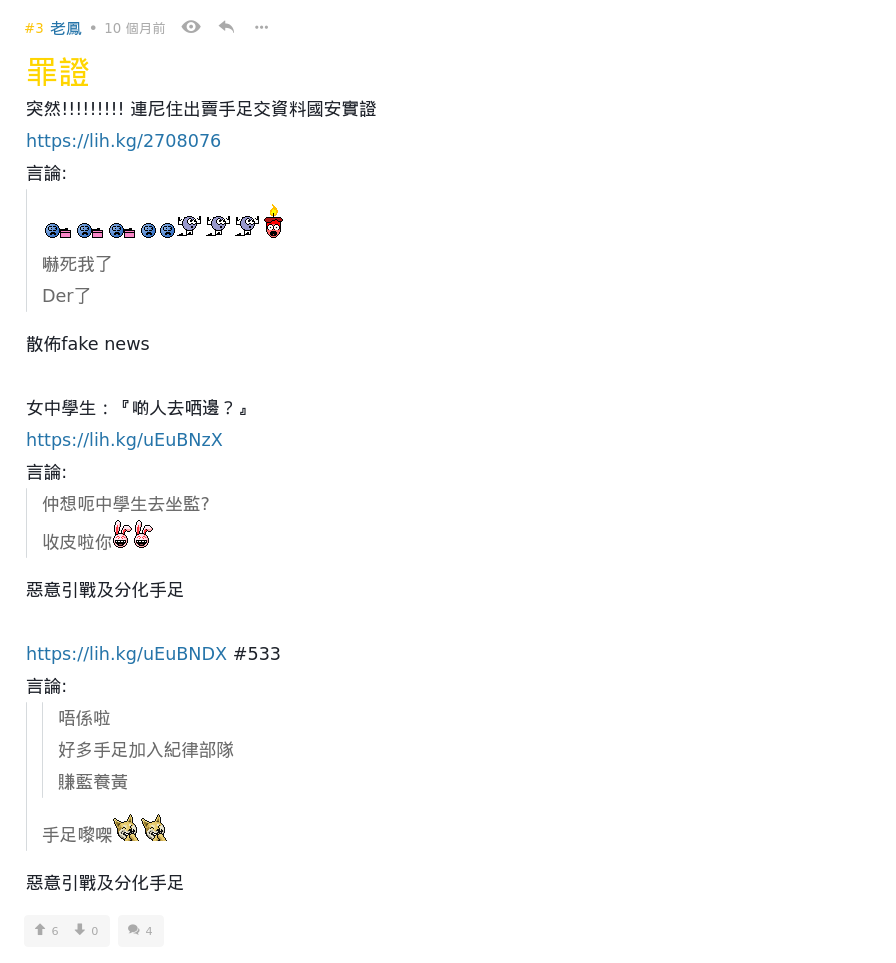 #3 老鳳 • 10 個月前
罪證
突然!!!!!!!!! 連尼住出賣手足交資料國安實證
https://lih.kg/2708076
言論:
嚇死我了
Der了
散佈fake news
女中學生：『啲人去哂邊？』
https://lih.kg/uEuBNzX
言論:
仲想呃中學生去坐監?
收皮啦你
惡意引戰及分化手足
https://lih.kg/uEuBNDX #533
言論:
唔係啦
好多手足加入紀律部隊
賺藍養黃
手足嚟㗎
惡意引戰及分化手足
6 0 4